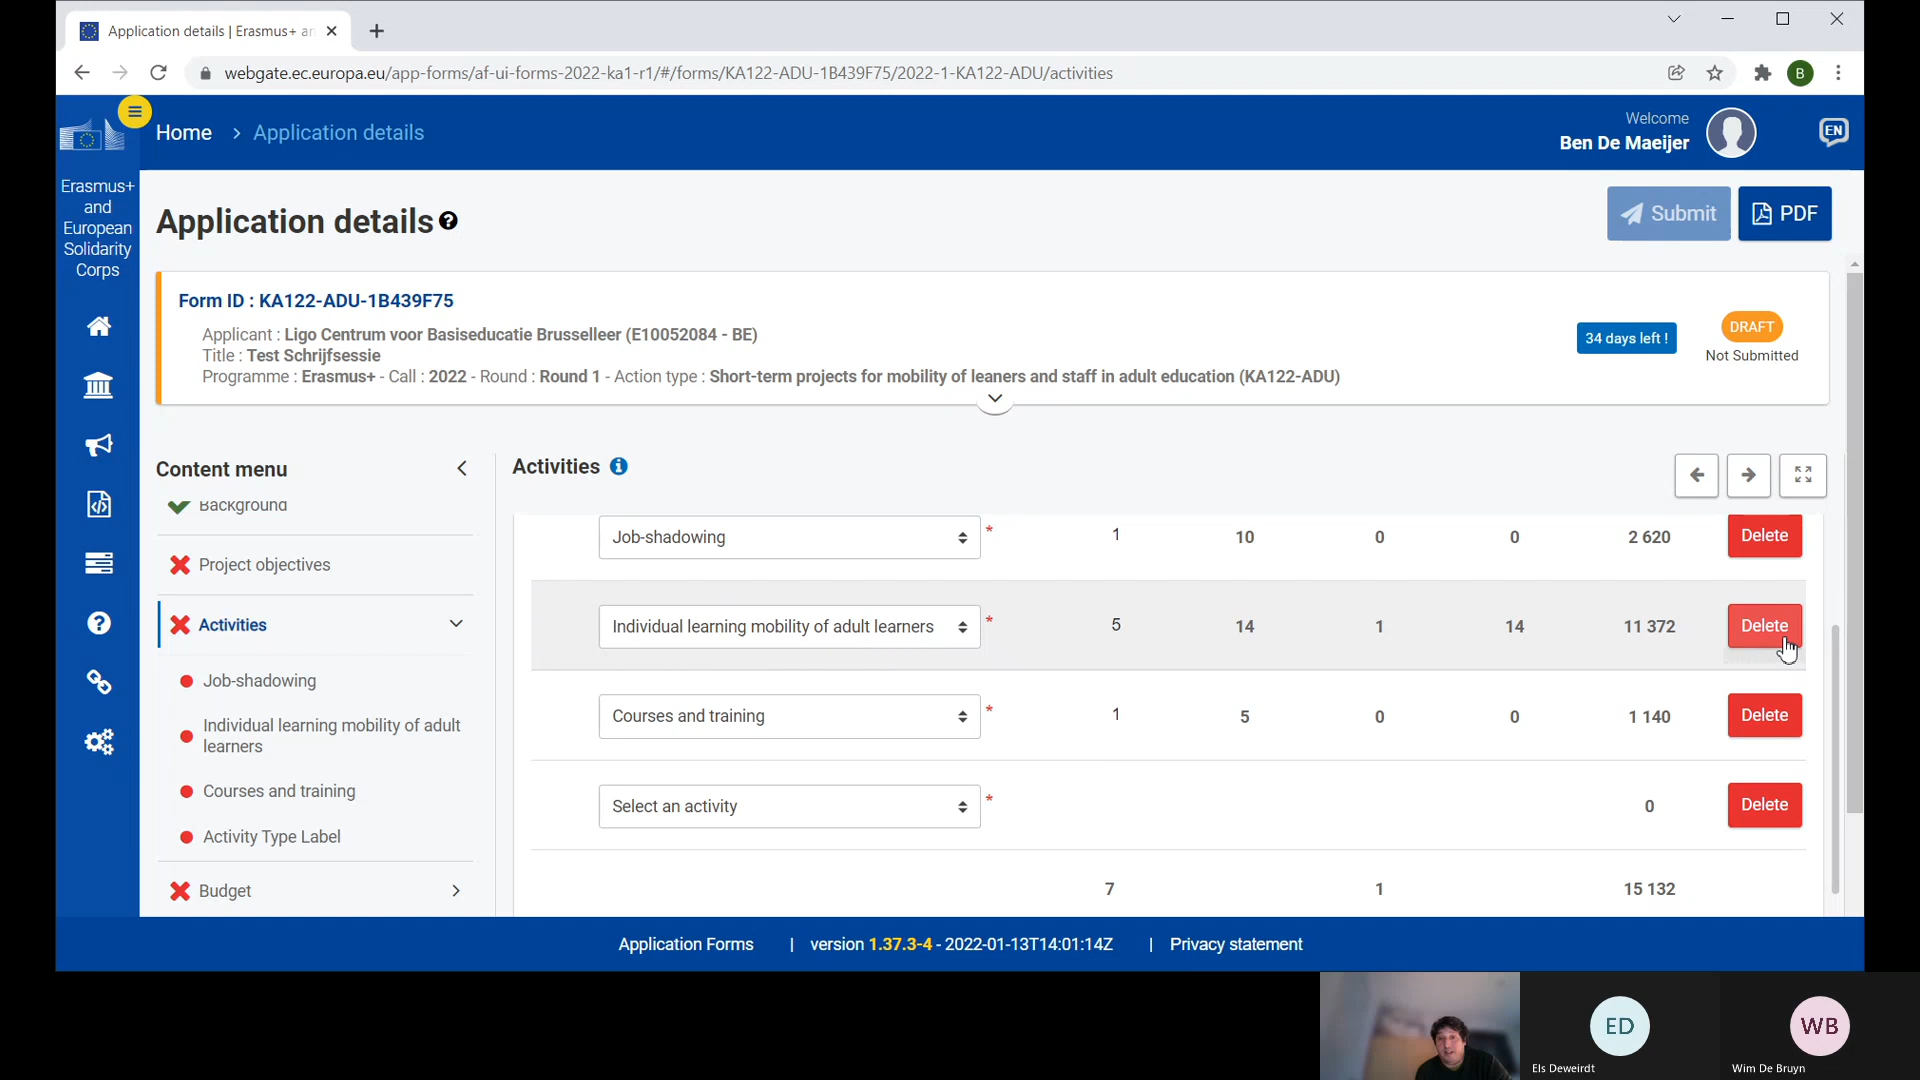 Application details | Erasmus+ an
webgate.ec.europa.eu/app-forms/af-ui-forms-2022-ka1-r1/#/forms/KA122-ADU-1B439F75/2022-1-KA122-ADU/activities
B
Home > Application details
Welcome
Ben De Maeijer
EN
Erasmus+
and
European
Solidarity
Corps
Application details
Submit
PDF
Form ID : KA122-ADU-1B439F75
Applicant : Ligo Centrum voor Basiseducatie Brusselleer (E10052084 - BE)
Title : Test Schrijfsessie
Programme : Erasmus+ - Call : 2022 - Round : Round 1 - Action type : Short-term projects for mobility of leaners and staff in adult education (KA122-ADU)
34 days left !
DRAFT
Not Submitted
Content menu
Background
Project objectives
Activities
Job-shadowing
Individual learning mobility of adult
learners
Courses and training
Activity Type Label
Budget
Activities
Job-shadowing * 1 10 0 0 2 620 Delete
Individual learning mobility of adult learners * 5 14 1 14 11 372 Delete
Courses and training * 1 5 0 0 1 140 Delete
Select an activity * 0 Delete
7 1 15 132
Application Forms | version 1.37.3-4 - 2022-01-13T14:01:14Z | Privacy statement
ED
Els Deweirdt
WB
Wim De Bruyn